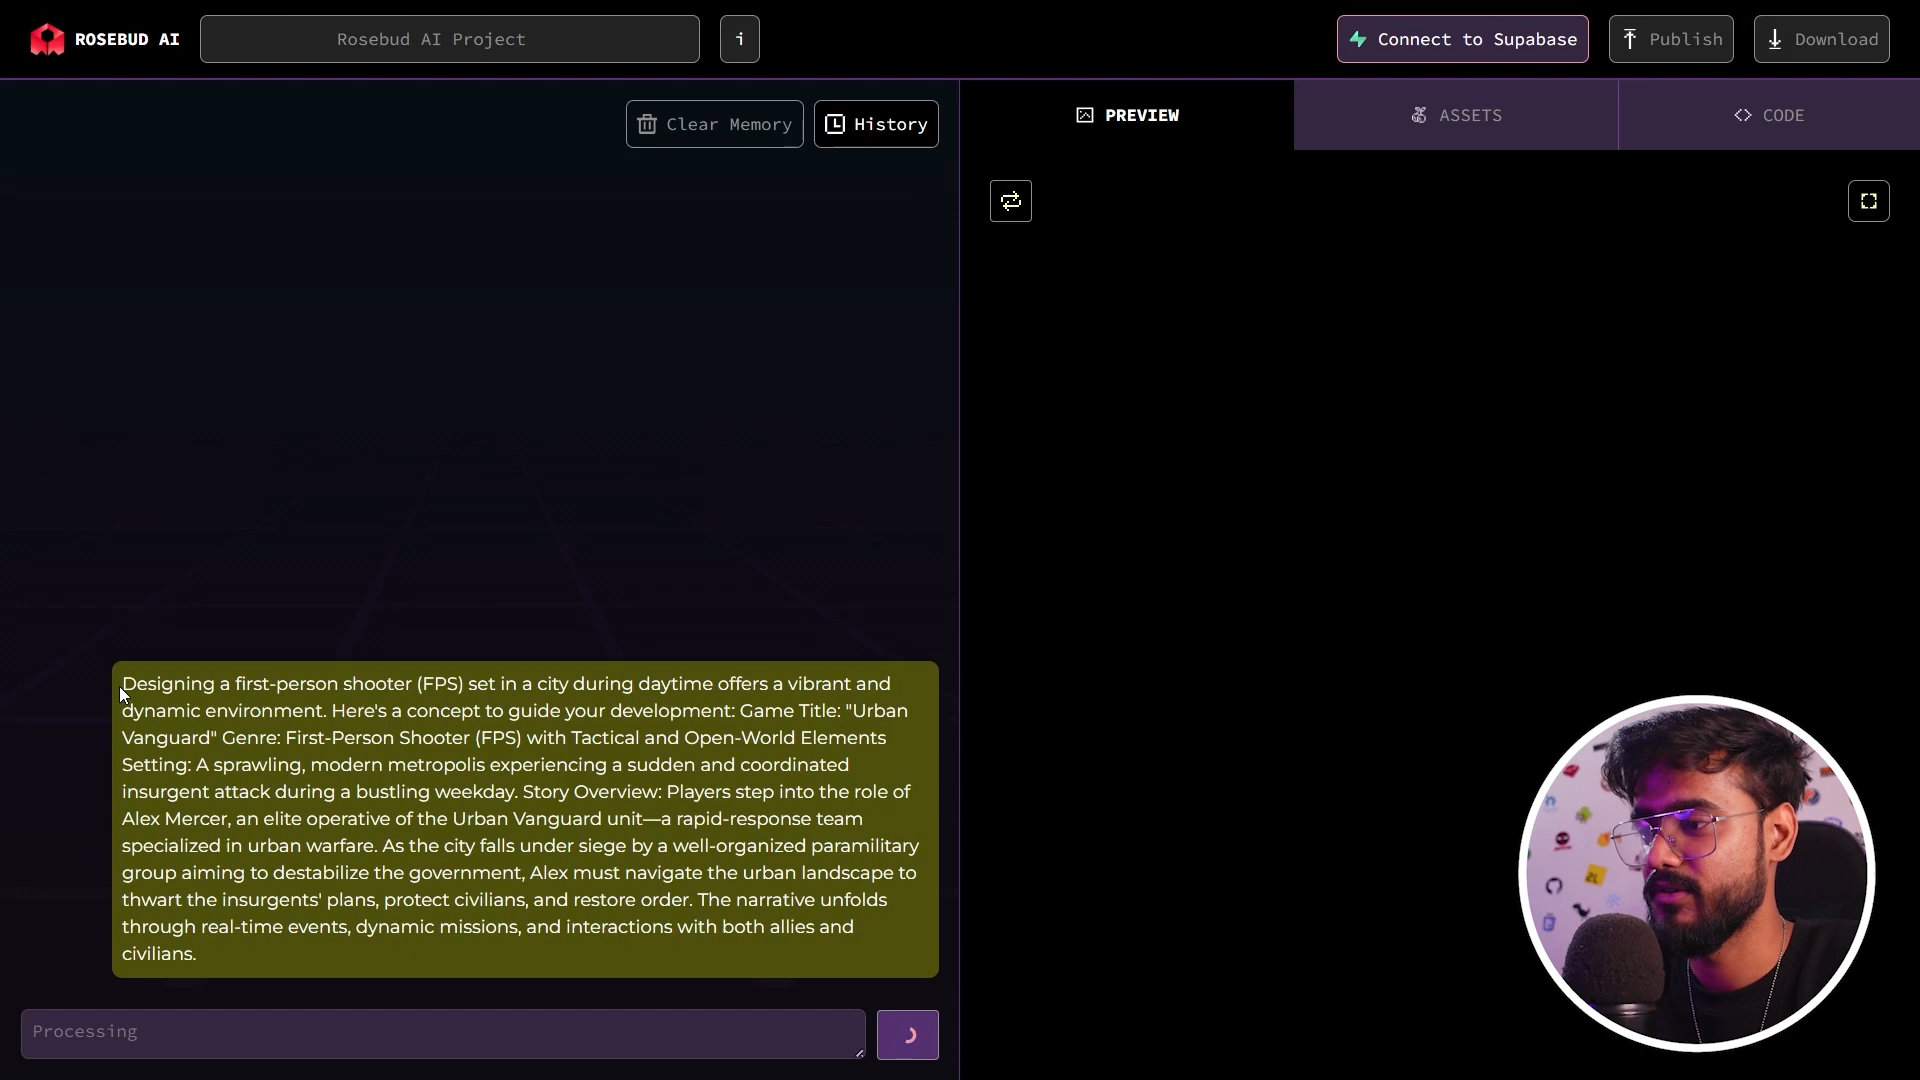 ROSEBUD AI
Rosebud AI Project
i
Connect to Supabase
Publish
Download
Clear Memory
History
PREVIEW
ASSETS
<> CODE
Designing a first-person shooter (FPS) set in a city during daytime offers a vibrant and
dynamic environment. Here's a concept to guide your development: Game Title: "Urban
Vanguard" Genre: First-Person Shooter (FPS) with Tactical and Open-World Elements
Setting: A sprawling, modern metropolis experiencing a sudden and coordinated
insurgent attack during a bustling weekday. Story Overview: Players step into the role of
Alex Mercer, an elite operative of the Urban Vanguard unit—a rapid-response team
specialized in urban warfare. As the city falls under siege by a well-organized paramilitary
group aiming to destabilize the government, Alex must navigate the urban landscape to
thwart the insurgents' plans, protect civilians, and restore order. The narrative unfolds
through real-time events, dynamic missions, and interactions with both allies and
civilians.
Processing